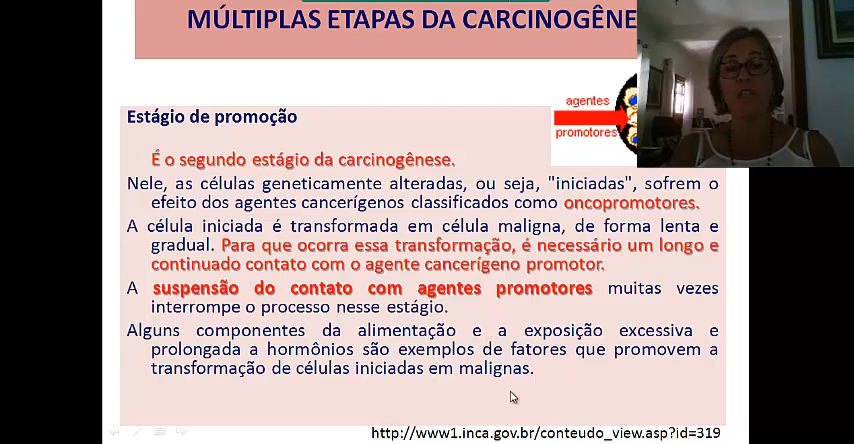 MÚLTIPLAS ETAPAS DA CARCINOGÊNE
agentes
promotores
Estágio de promoção
É o segundo estágio da carcinogênese.
Nele, as células geneticamente alteradas, ou seja, "iniciadas", sofrem o
efeito dos agentes cancerígenos classificados como oncopromotores.
A célula iniciada é transformada em célula maligna, de forma lenta e
gradual. Para que ocorra essa transformação, é necessário um longo e
continuado contato com o agente cancerígeno promotor.
A suspensão do contato com agentes promotores muitas vezes
interrompe o processo nesse estágio.
Alguns componentes da alimentação e a exposição excessiva e
prolongada a hormônios são exemplos de fatores que promovem a
transformação de células iniciadas em malignas.
http://www1.inca.gov.br/conteudo_view.asp?id=319